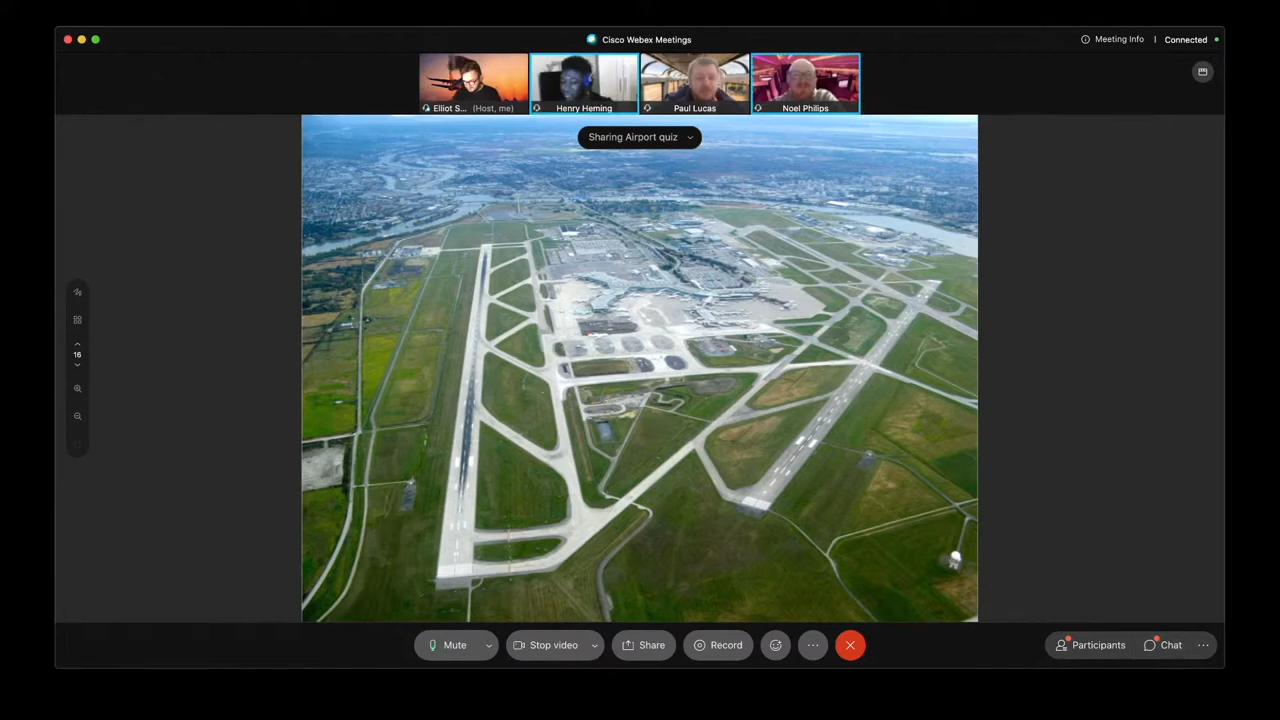 Cisco Webex Meetings
Meeting Info
Connected
Elliot S... (Host, me)
Henry Heming
Paul Lucas
Noel Philips
Sharing Airport quiz
16
Mute
Stop video
Share
Record
Participants
Chat